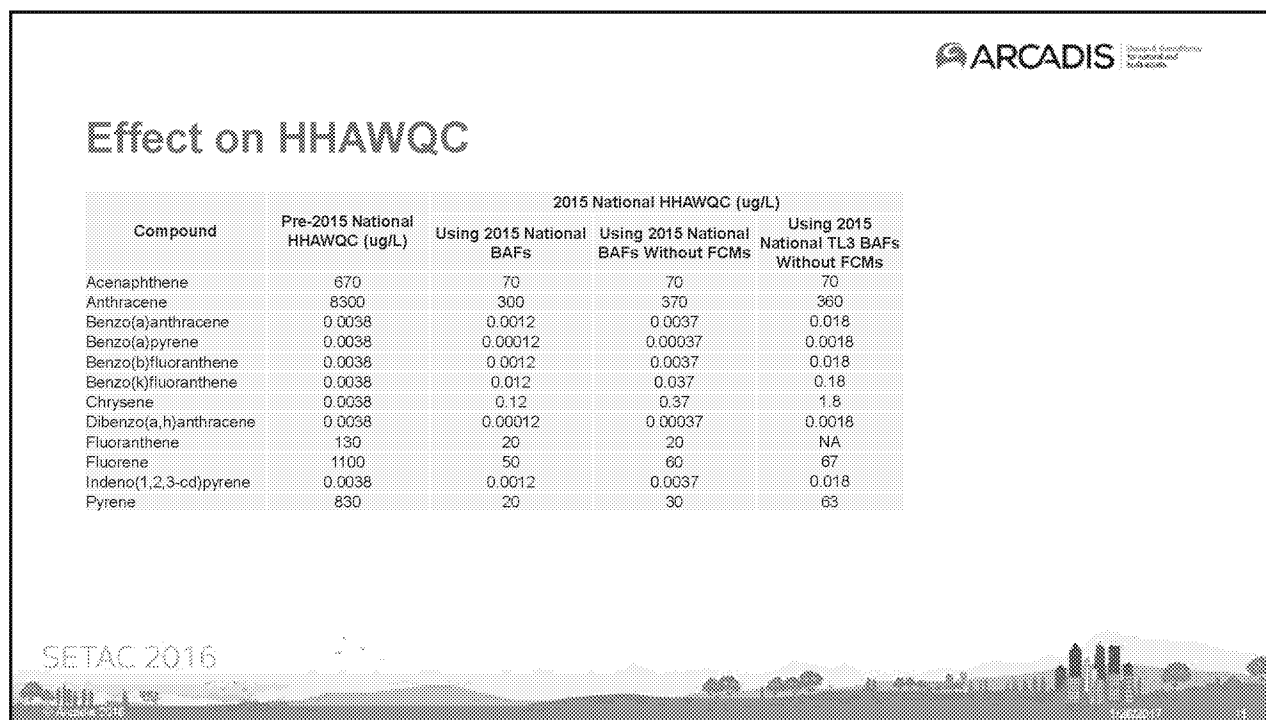 ARCADIS
Effect on HHAWQC
Compound
Pre-2015 National HHAWQC (ug/L)
2015 National HHAWQC (ug/L)
Using 2015 National BAFs
Using 2015 National BAFs Without FCMs
Using 2015 National TL3 BAFs Without FCMs
Acenaphthene 670 70 70 70
Anthracene 8300 300 370 360
Benzo(a)anthracene 0.0038 0.0012 0.0037 0.018
Benzo(a)pyrene 0.0038 0.00012 0.00037 0.0018
Benzo(b)fluoranthene 0.0038 0.0012 0.0037 0.018
Benzo(k)fluoranthene 0.0038 0.012 0.037 0.18
Chrysene 0.0038 0.12 0.37 1.8
Dibenzo(a,h)anthracene 0.0038 0.00012 0.00037 0.0018
Fluoranthene 130 20 20 NA
Fluorene 1100 50 60 67
Indeno(1,2,3-cd)pyrene 0.0038 0.0012 0.0037 0.018
Pyrene 830 20 30 63
SETAC 2016